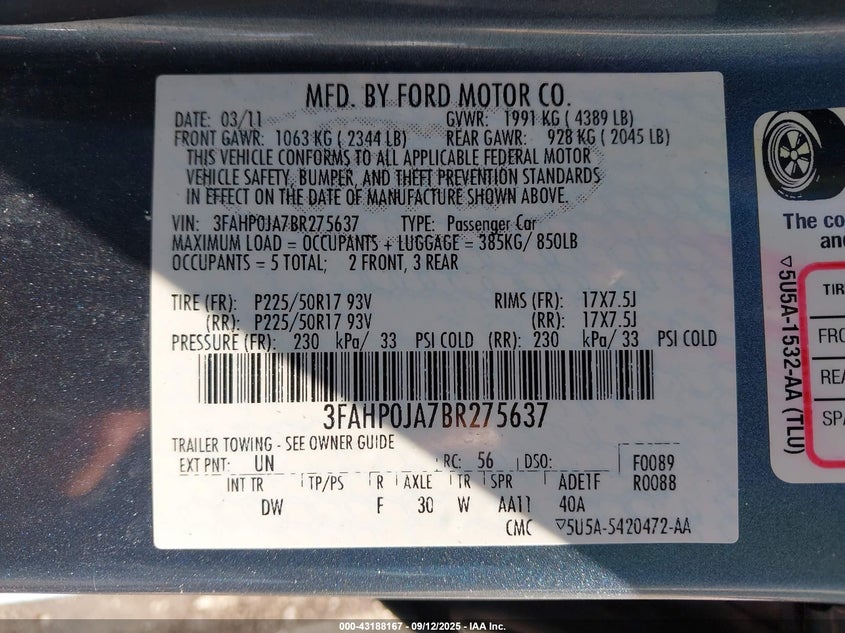 MFD. BY FORD MOTOR CO.
DATE: 03/11 GVWR: 1991 KG ( 4389 LB)
FRONT GAWR: 1063 KG ( 2344 LB) REAR GAWR: 928 KG ( 2045 LB)
THIS VEHICLE CONFORMS TO ALL APPLICABLE FEDERAL MOTOR
VEHICLE SAFETY, BUMPER, AND THEFT PREVENTION STANDARDS
IN EFFECT ON THE DATE OF MANUFACTURE SHOWN ABOVE.
VIN: 3FAHP0JA7BR275637 TYPE: Passenger Car
MAXIMUM LOAD = OCCUPANTS + LUGGAGE = 385KG/ 850LB
OCCUPANTS = 5 TOTAL; 2 FRONT, 3 REAR
TIRE (FR): P225/50R17 93V RIMS (FR): 17X7.5J
(RR): P225/50R17 93V (RR): 17X7.5J
PRESSURE (FR): 230 kPa/ 33 PSI COLD (RR): 230 kPa/ 33 PSI COLD
3FAHP0JA7BR275637
TRAILER TOWING - SEE OWNER GUIDE
EXT PNT: UN RC: 56 DSO: F0089
INT TR TP/PS R AXLE TR SPR ADETF R0088
DW F 30 W AA11 40A
CMC ▽5U5A-5420472-AA
The co
an
▽5U5A-1532-AA (TLU)
TIR
FRO
REA
SPA
000-43188167 - 09/12/2025 - IAA Inc.